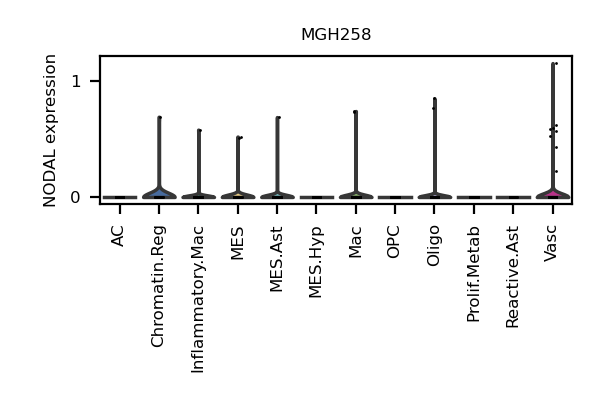 MGH258
NODAL expression
1
0
AC
Chromatin.Reg
Inflammatory.Mac
MES
MES.Ast
MES.Hyp
Mac
OPC
Oligo
Prolif.Metab
Reactive.Ast
Vasc